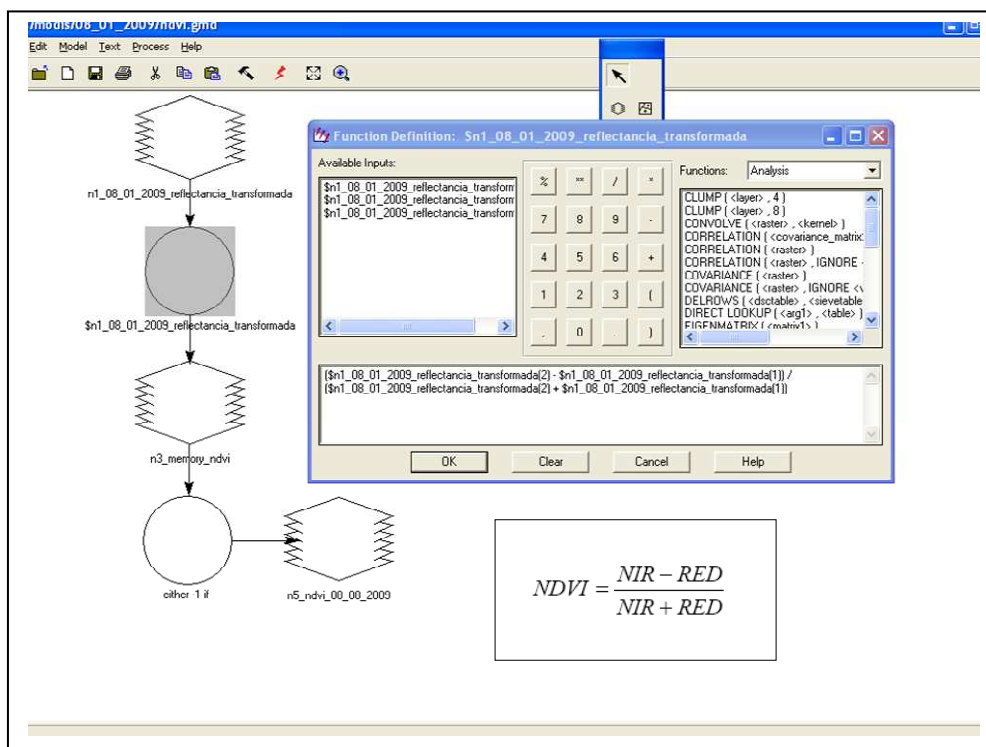 /modis/08_01_2009/ndvi.gmd
Edit Model Text Process Help
n1_08_01_2009_reflectancia_transformada
$n1_08_01_2009_reflectancia_transformada
n3_memory_ndvi
either 1 if
n5_ndvi_08_08_2009
Function Definition: $n1_08_01_2009_reflectancia_transformada
Available Inputs:
$n1_08_01_2009_reflectancia_transform
$n1_08_01_2009_reflectancia_transform
$n1_08_01_2009_reflectancia_transform
% ** / *
7 8 9 -
4 5 6 +
1 2 3 (
, 0 . )
Functions: Analysis
CLUMP ( <layer> , 4 )
CLUMP ( <layer> , 8 )
CONVOLVE ( <raster> , <kernel> )
CORRELATION ( <covariance_matrix
CORRELATION ( <raster> )
CORRELATION ( <raster> , IGNORE
COVARIANCE ( <raster> )
COVARIANCE ( <raster> , IGNORE <v
DELROWS ( <dsctable> , <sievetable
DIRECT LOOKUP ( <arg1> , <table> )
EIGENMATRIX ( <matrix1> )
($n1_08_01_2009_reflectancia_transformada(2) - $n1_08_01_2009_reflectancia_transformada(1)) /
($n1_08_01_2009_reflectancia_transformada(2) + $n1_08_01_2009_reflectancia_transformada(1))
OK Clear Cancel Help
NDVI = NIR − RED
NIR + RED